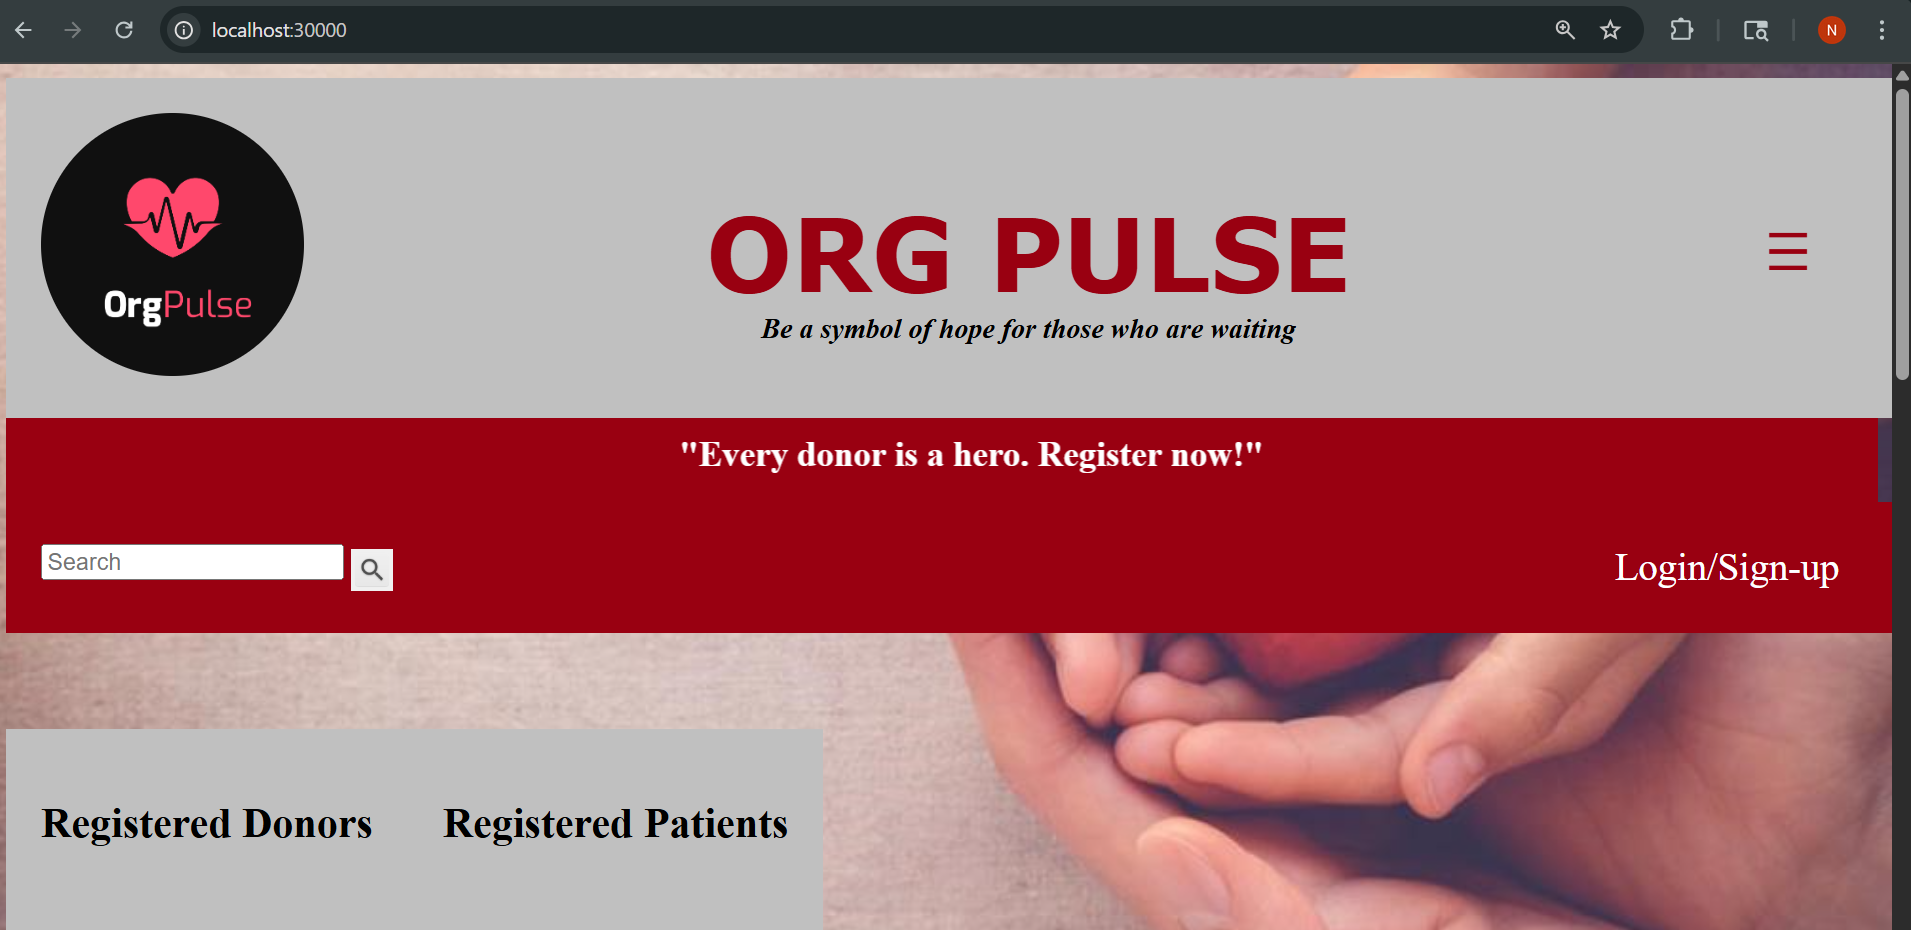 localhost:30000
N
OrgPulse
ORG PULSE
Be a symbol of hope for those who are waiting
"Every donor is a hero. Register now!"
Search
Login/Sign-up
Registered Donors
Registered Patients